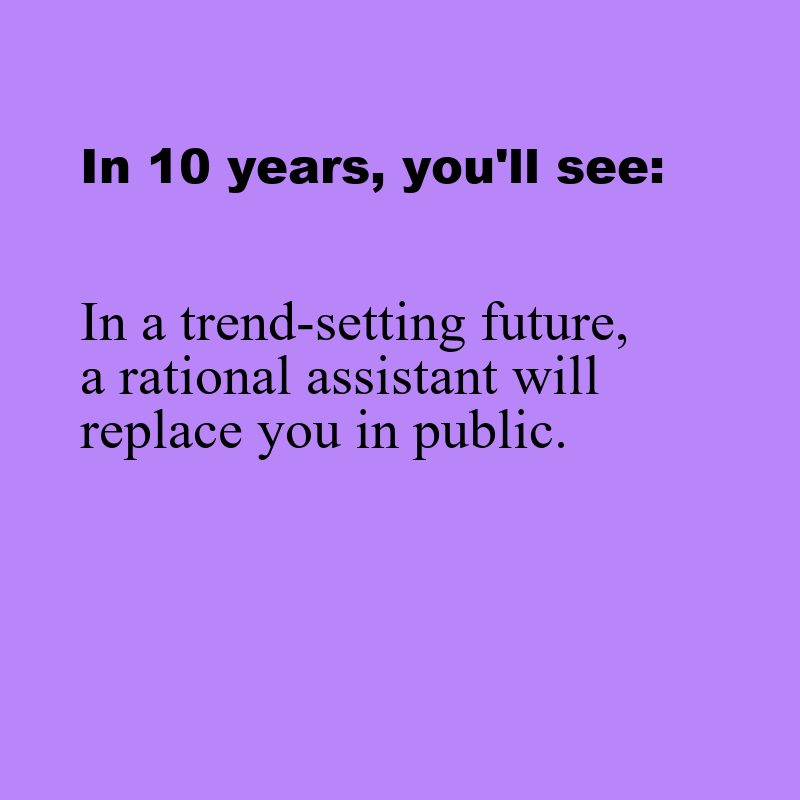 In 10 years, you'll see:
In a trend-setting future,
a rational assistant will
replace you in public.